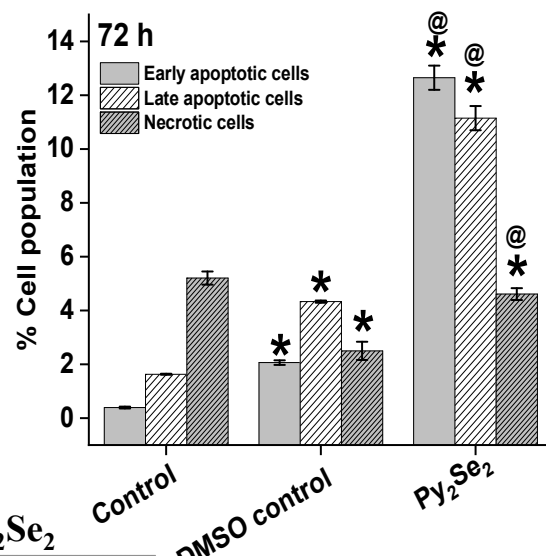 72 h
Early apoptotic cells
Late apoptotic cells
Necrotic cells
% Cell population
14
12
10
8
6
4
2
0
* * *
@ * @ * @ *
Control
DMSO control
Py₂Se₂
₂Se₂